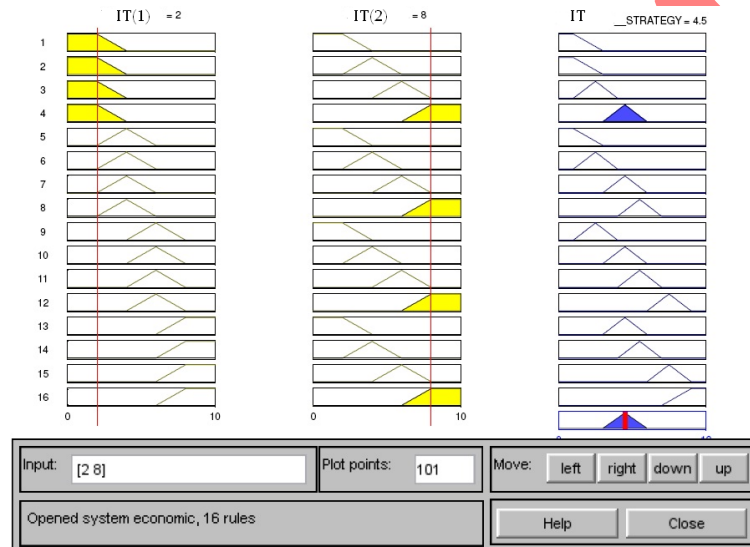 IT(1) = 2
IT(2) = 8
IT __STRATEGY = 4.5
1
2
3
4
5
6
7
8
9
10
11
12
13
14
15
16
0 10
0 10
Input: [2 8]
Plot points: 101
Move: left right down up
Opened system economic, 16 rules
Help Close